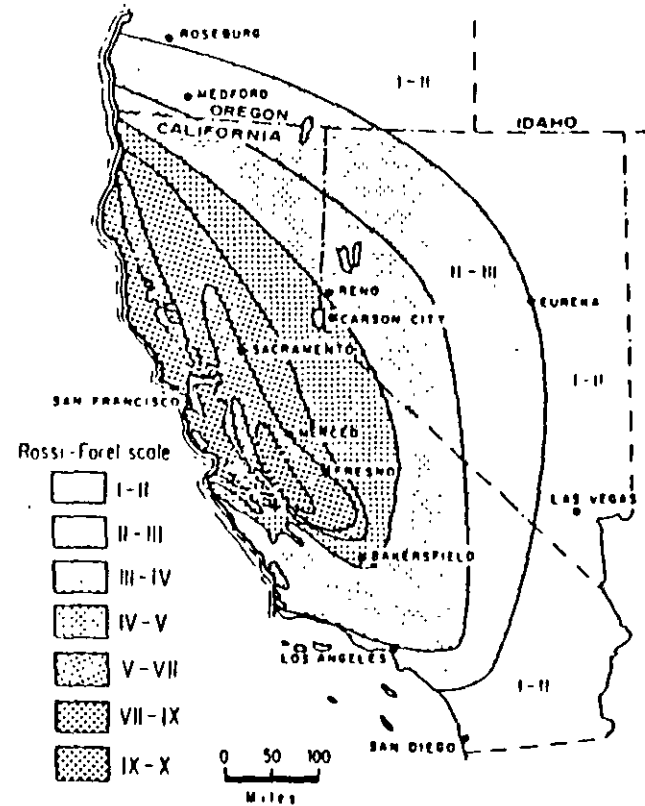 ROSEBURG
I-II
MEDFORD
OREGON
CALIFORNIA
IDAHO
II-III
RENO
EUREKA
CARSON CITY
SACRAMENTO
I-II
SAN FRANCISCO
MERCED
Rossi-Forel scale
FRESNO
I-II
LAS VEGAS
II-III
BAKERSFIELD
III-IV
IV-V
LOS ANGELES
V-VII
I-II
VII-IX
SAN DIEGO
IX-X
0 50 100
Miles